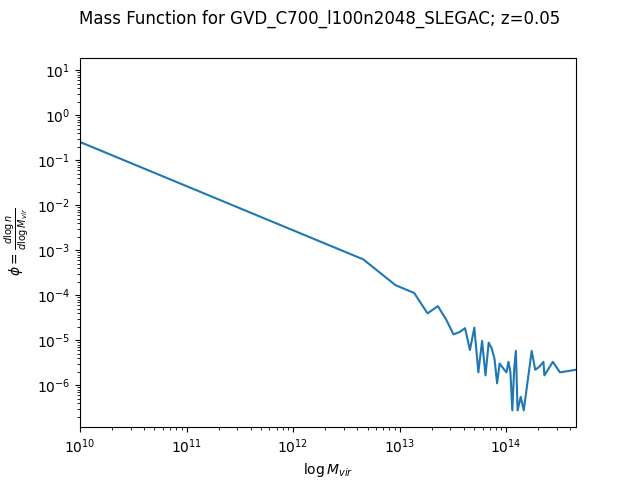 Mass Function for GVD_C700_l100n2048_SLEGAC; z=0.05
10^1
10^0
10^-1
10^-2
10^-3
10^-4
10^-5
10^-6
ϕ = d log n / d log M_vir
10^10 10^11 10^12 10^13 10^14
log M_vir